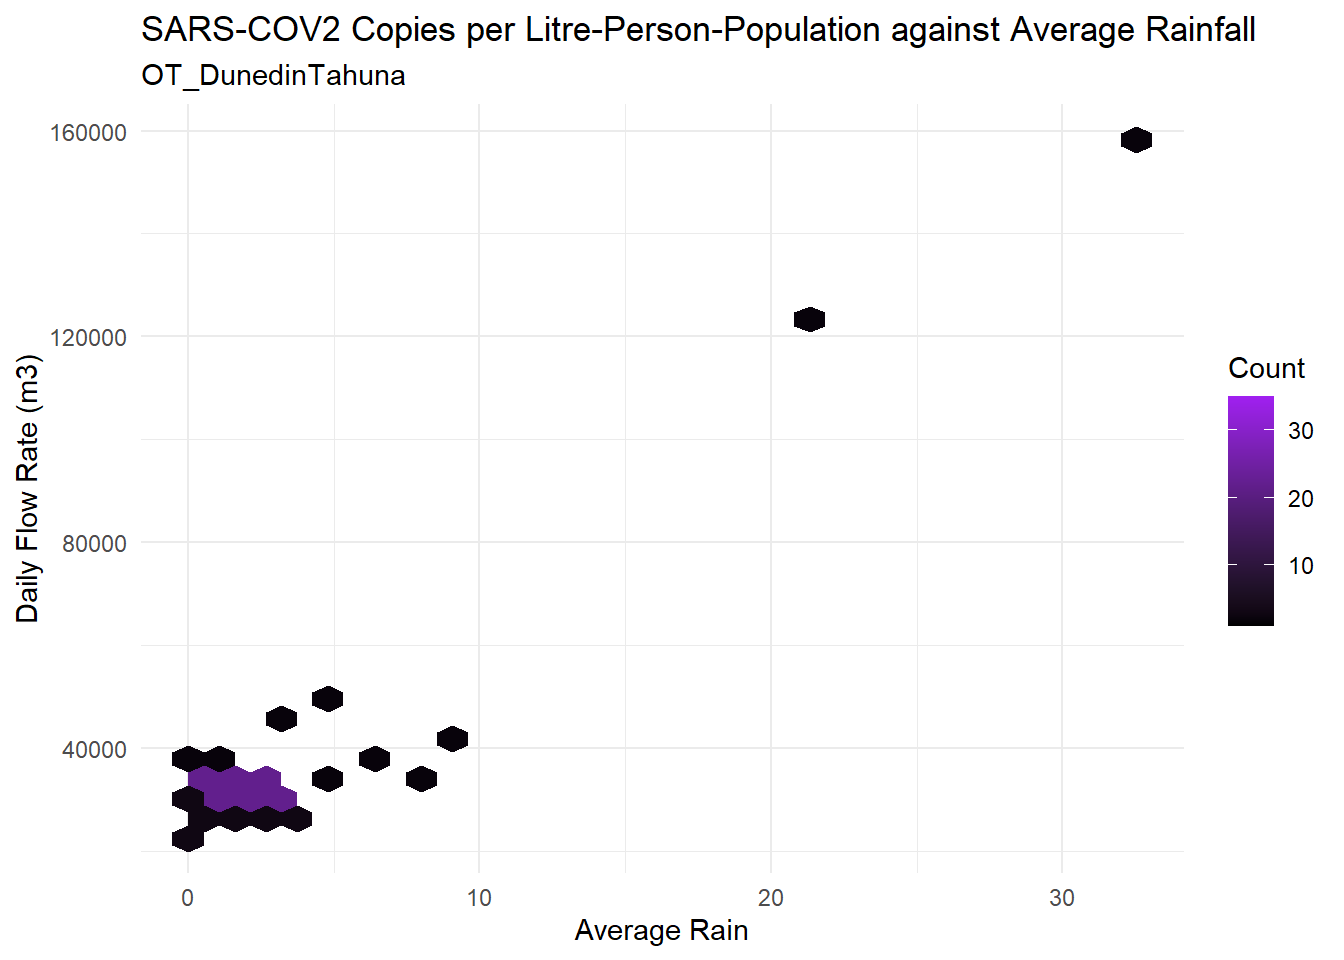 SARS-COV2 Copies per Litre-Person-Population against Average Rainfall
OT_DunedinTahuna
160000
120000
80000
40000
Daily Flow Rate (m3)
0
10
20
30
Average Rain
Count
30
20
10